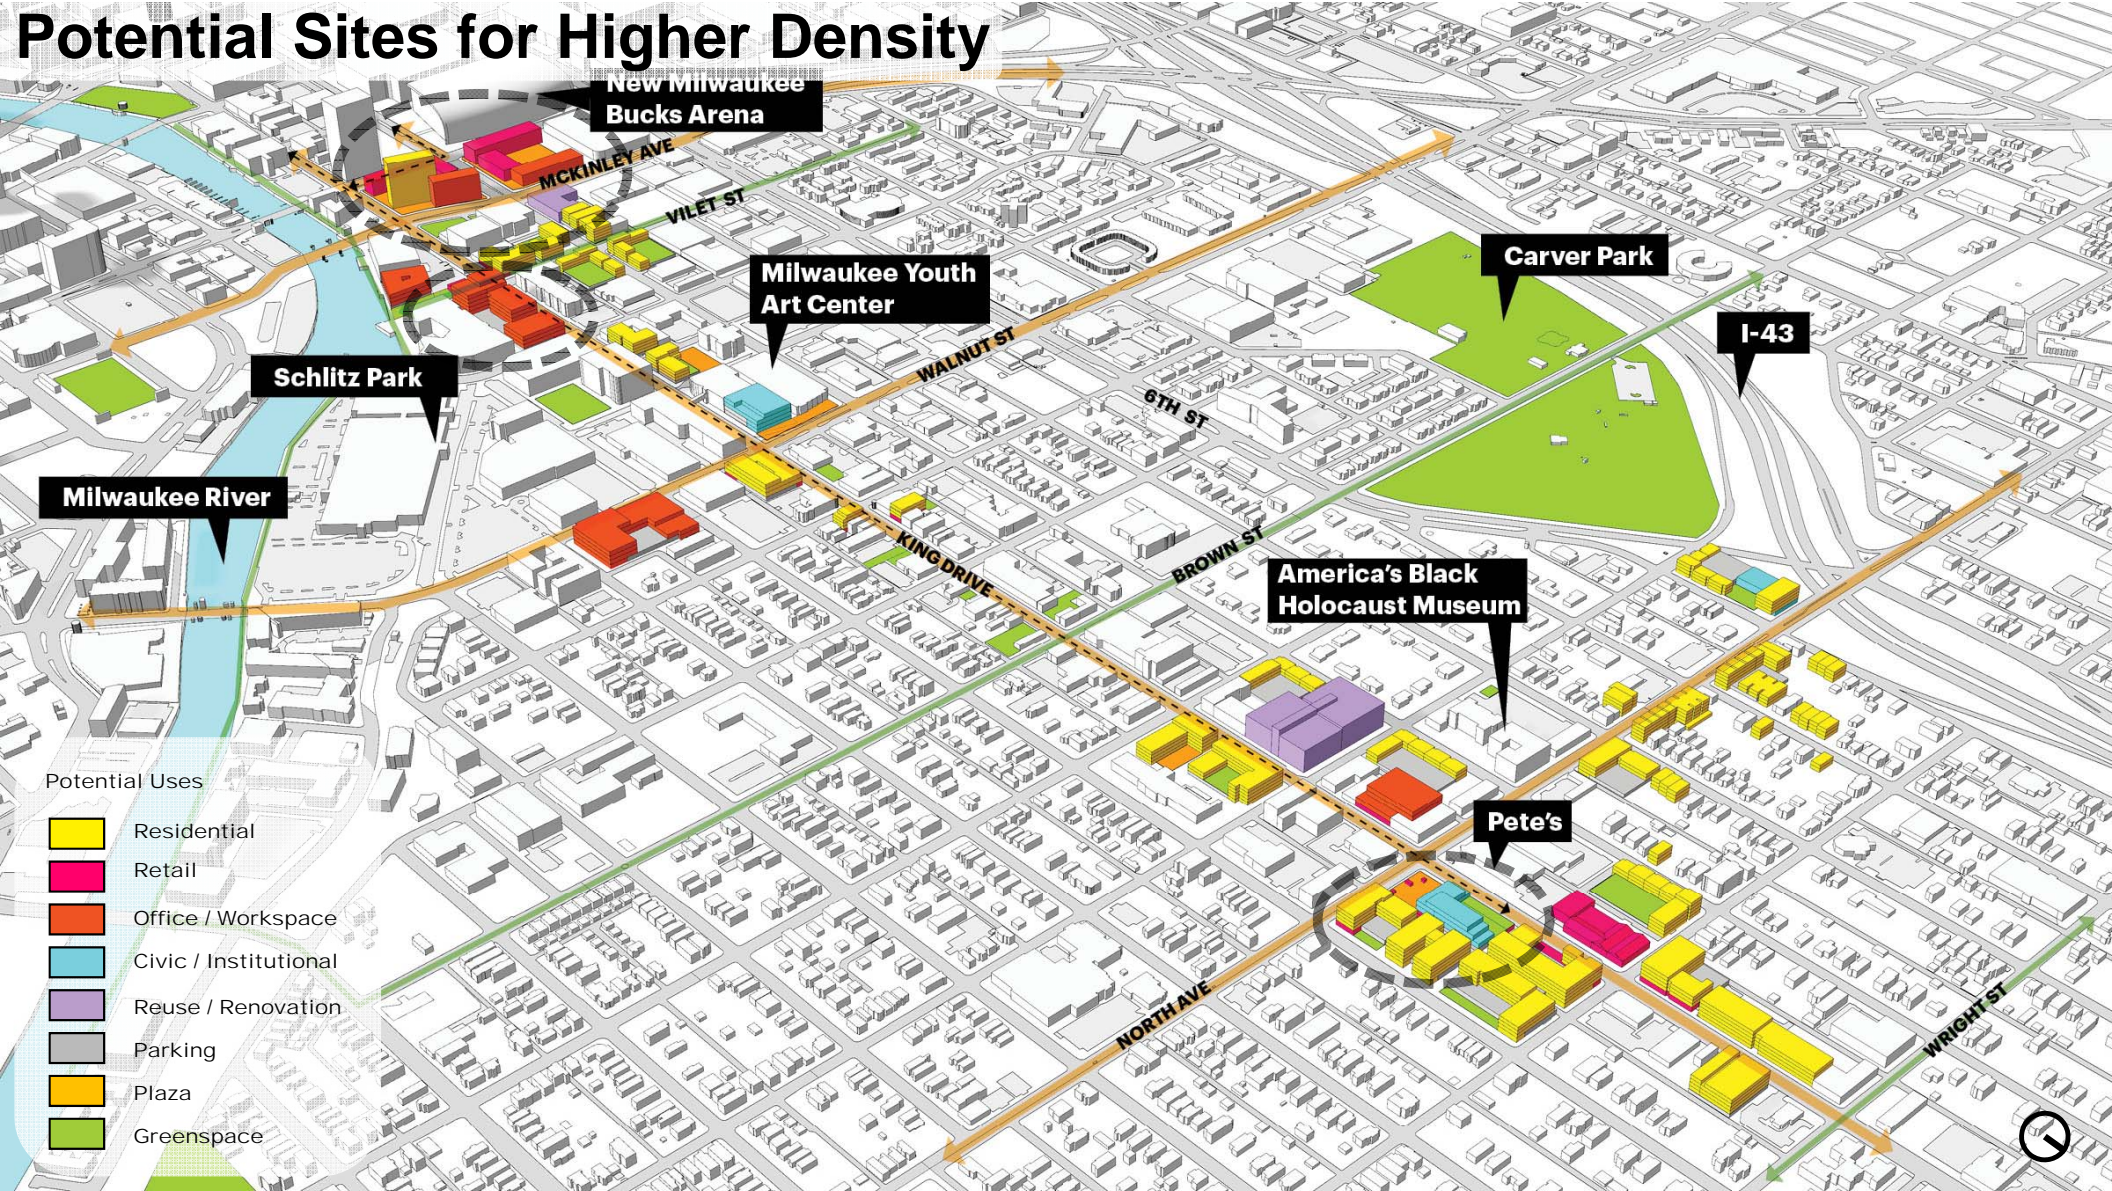 Potential Sites for Higher Density
New Milwaukee
Bucks Arena
MCKINLEY AVE
VILET ST
Milwaukee Youth
Art Center
Carver Park
I-43
WALNUT ST
6TH ST
Schlitz Park
Milwaukee River
KING DRIVE
BROWN ST
America's Black
Holocaust Museum
Pete's
NORTH AVE
WRIGHT ST
Potential Uses
Residential
Retail
Office / Workspace
Civic / Institutional
Reuse / Renovation
Parking
Plaza
Greenspace